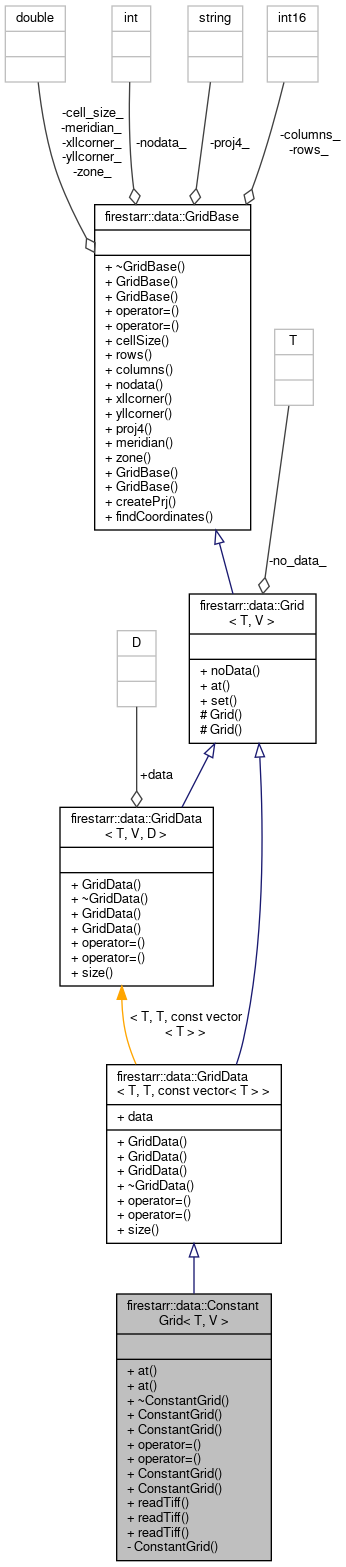 double
int
string
int16
-cell_size_
-meridian_
-xllcorner_
-yllcorner_
-zone_
-nodata_
-proj4_
-columns_
-rows_
firestarr::data::GridBase
+ ~GridBase()
+ GridBase()
+ GridBase()
+ operator=()
+ operator=()
+ cellSize()
+ rows()
+ columns()
+ nodata()
+ xllcorner()
+ yllcorner()
+ proj4()
+ meridian()
+ zone()
+ GridBase()
+ GridBase()
+ createPrj()
+ findCoordinates()
T
-no_data_
firestarr::data::Grid
< T, V >
+ noData()
+ at()
+ set()
# Grid()
# Grid()
D
+data
firestarr::data::GridData
< T, V, D >
+ GridData()
+ ~GridData()
+ GridData()
+ GridData()
+ operator=()
+ operator=()
+ size()
< T, T, const vector
< T > >
firestarr::data::GridData
< T, T, const vector< T > >
+ data
+ GridData()
+ GridData()
+ GridData()
+ ~GridData()
+ operator=()
+ operator=()
+ size()
firestarr::data::Constant
Grid< T, V >
+ at()
+ at()
+ ~ConstantGrid()
+ ConstantGrid()
+ ConstantGrid()
+ operator=()
+ operator=()
+ ConstantGrid()
+ ConstantGrid()
+ readTiff()
+ readTiff()
+ readTiff()
- ConstantGrid()